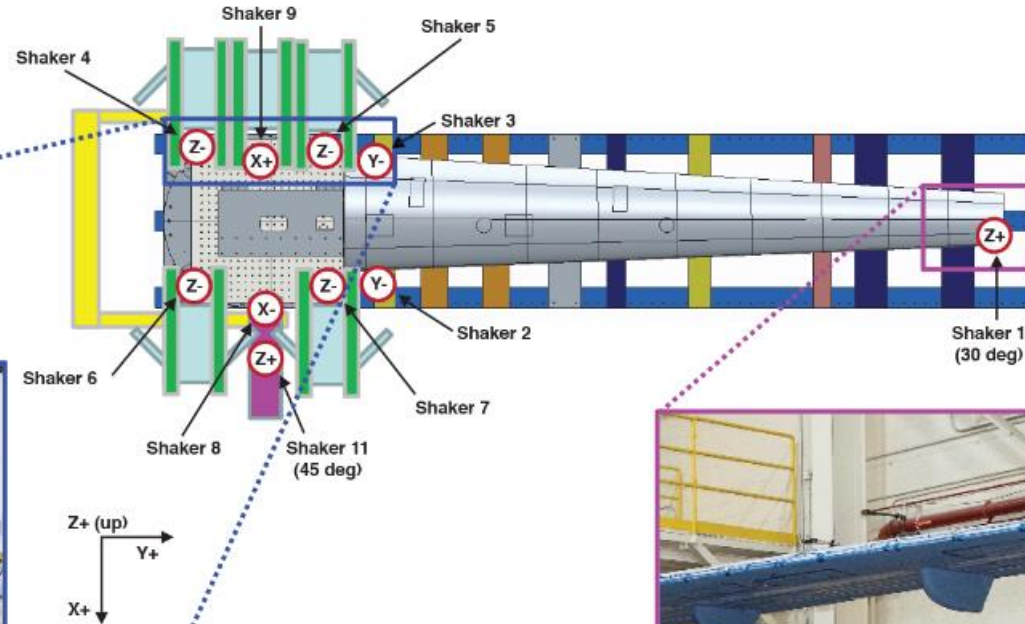 Shaker 9
Shaker 5
Shaker 4
Shaker 3
Z-
X+
Z-
Y-
Z+
Z-
Z-
Y-
X-
Shaker 2
Shaker 1
(30 deg)
Z+
Shaker 6
Shaker 7
Shaker 8
Shaker 11
(45 deg)
Z+ (up)
Y+
X+